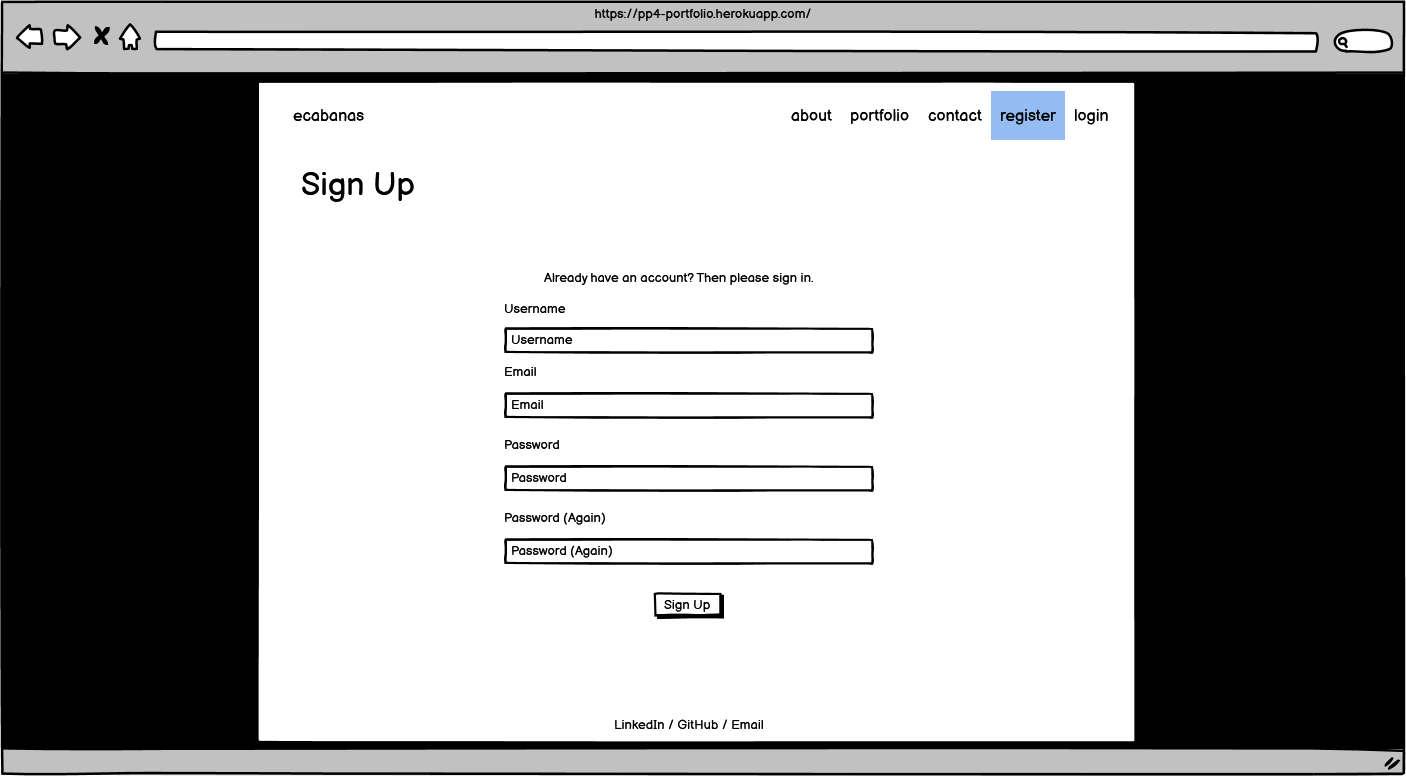 https://pp4-portfolio.herokuapp.com/
ecabanas about portfolio contact register login
Sign Up
Already have an account? Then please sign in.
Username
Username
Email
Email
Password
Password
Password (Again)
Password (Again)
Sign Up
LinkedIn / GitHub / Email